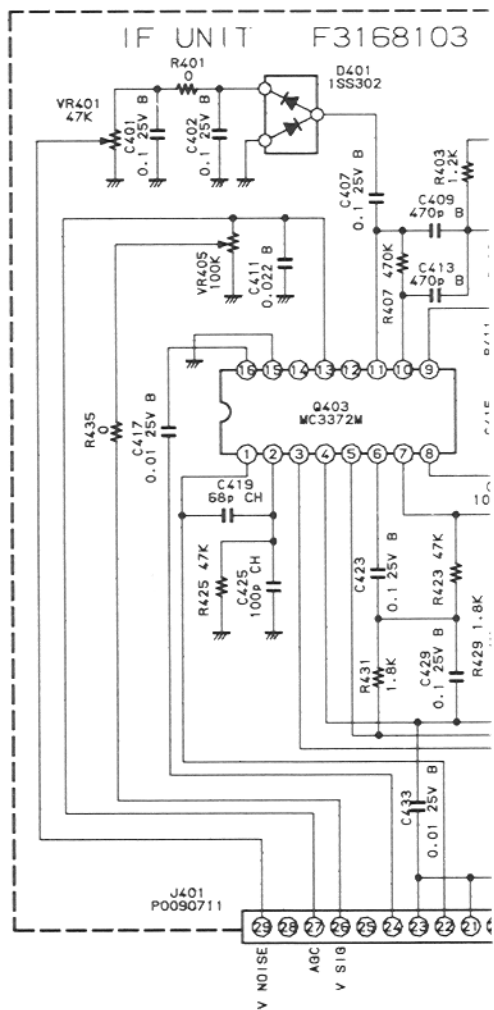 IF UNIT F3168103
R401
0
D401
1SS302
VR401
47K
C401
0.1 25V B
C402
0.1 25V B
C407
0.1 25V B
R403
1.2K
C409
470p B
R407 470K
C413
470p B
VR405
100K
C411
0.022 B
R411
16 15 14 13 12 11 10 9
Q403
MC3372M
1 2 3 4 5 6 7 8
R435
0
C417
0.01 25V B
C415
10
C419
68p CH
R425 47K
C425
100p CH
C423
0.1 25V B
R423 47K
R431
1.8K
C429
0.1 25V B
R429 1.8K
C433
0.01 25V B
J401
P0090711
29 28 27 26 25 24 23 22 21
V NOISE
AGC
V SIG